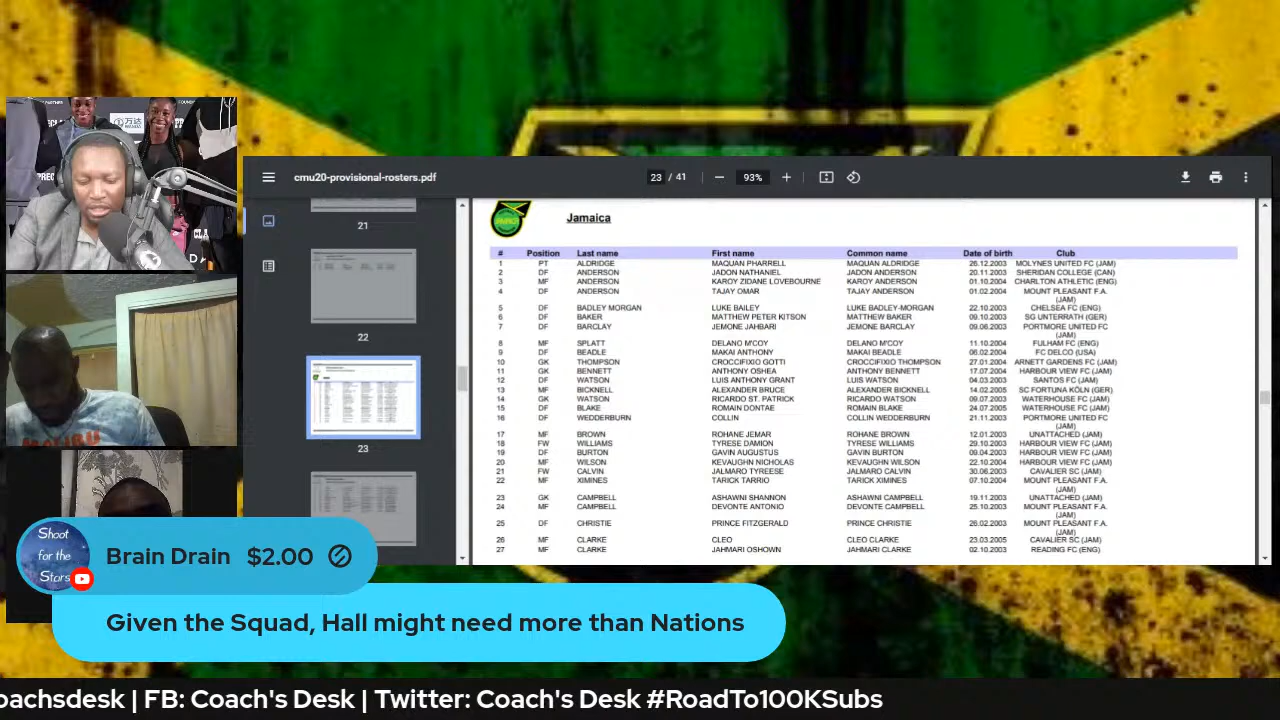 cmu20-provisional-rosters.pdf
23 / 41
93%
21
22
23
Jamaica
# Position Last name First name Common name Date of birth Club
1 PT ALDRIDGE MAQUAN PHARRELL MAQUAN ALDRIDGE 26.12.2003 MOLYNES UNITED FC (JAM)
2 DF ANDERSON JADON NATHANIEL JADON ANDERSON 20.11.2003 SHERIDAN COLLEGE (CAN)
3 MF ANDERSON KAROY ZIDANE LOVEBOURNE KAROY ANDERSON 01.10.2004 CHARLTON ATHLETIC (ENG)
4 DF ANDERSON TAJAY OMAR TAJAY ANDERSON 01.02.2004 MOUNT PLEASANT F.A.
(JAM)
5 DF BADLEY MORGAN LUKE BAILEY LUKE BADLEY-MORGAN 22.10.2003 CHELSEA FC (ENG)
6 DF BAKER MATTHEW PETER KITSON MATTHEW BAKER 09.10.2003 SG UNTERRATH (GER)
7 DF BARCLAY JEMONE JAHBARI JEMONE BARCLAY 09.06.2003 PORTMORE UNITED FC
(JAM)
8 MF SPLATT DELANO M'COY DELANO M'COY 11.10.2004 FULHAM FC (ENG)
9 DF BEADLE MAKAI ANTHONY MAKAI BEADLE 06.02.2004 FC DELCO (USA)
10 GK THOMPSON CROCCIFIXIO GOTTI CROCCIFIXIO THOMPSON 27.01.2004 ARNETT GARDENS FC (JAM)
11 GK BENNETT ANTHONY OSHEA ANTHONY BENNETT 17.07.2004 HARBOUR VIEW FC (JAM)
12 DF WATSON LUIS ANTHONY GRANT LUIS WATSON 04.03.2003 SANTOS FC (JAM)
13 MF BICKNELL ALEXANDER BRUCE ALEXANDER BICKNELL 14.02.2005 SC FORTUNA KÖLN (GER)
14 GK WATSON RICARDO ST. PATRICK RICARDO WATSON 09.07.2003 WATERHOUSE FC (JAM)
15 DF BLAKE ROMAIN DONTAE ROMAIN BLAKE 24.07.2005 WATERHOUSE FC (JAM)
16 DF WEDDERBURN COLLIN COLLIN WEDDERBURN 21.11.2003 PORTMORE UNITED FC
(JAM)
17 MF BROWN ROHANE JEMAR ROHANE BROWN 12.01.2003 UNATTACHED (JAM)
18 FW WILLIAMS TYRESE DAMION TYRESE WILLIAMS 29.10.2003 HARBOUR VIEW FC (JAM)
19 DF BURTON GAVIN AUGUSTUS GAVIN BURTON 09.04.2003 HARBOUR VIEW FC (JAM)
20 MF WILSON KEVAUGHN NICHOLAS KEVAUGHN WILSON 22.10.2004 HARBOUR VIEW FC (JAM)
21 FW CALVIN JALMARO TYREESE JALMARO CALVIN 30.06.2003 CAVALIER SC (JAM)
22 MF XIMINES TARICK TARRIO TARICK XIMINES 07.10.2004 MOUNT PLEASANT F.A.
(JAM)
23 GK CAMPBELL ASHAWNI SHANNON ASHAWNI CAMPBELL 19.11.2003 UNATTACHED (JAM)
24 MF CAMPBELL DEVONTE ANTONIO DEVONTE CAMPBELL 25.10.2003 MOUNT PLEASANT F.A.
(JAM)
25 DF CHRISTIE PRINCE FITZGERALD PRINCE CHRISTIE 26.02.2003 MOUNT PLEASANT F.A.
(JAM)
26 MF CLARKE CLEO CLEO CLARKE 23.03.2005 CAVALIER SC (JAM)
27 MF CLARKE JAHMARI OSHOWN JAHMARI CLARKE 02.10.2003 READING FC (ENG)
Shoot
for the
Stars
Brain Drain $2.00
Given the Squad, Hall might need more than Nations
oachsdesk | FB: Coach's Desk | Twitter: Coach's Desk #RoadTo100KSubs